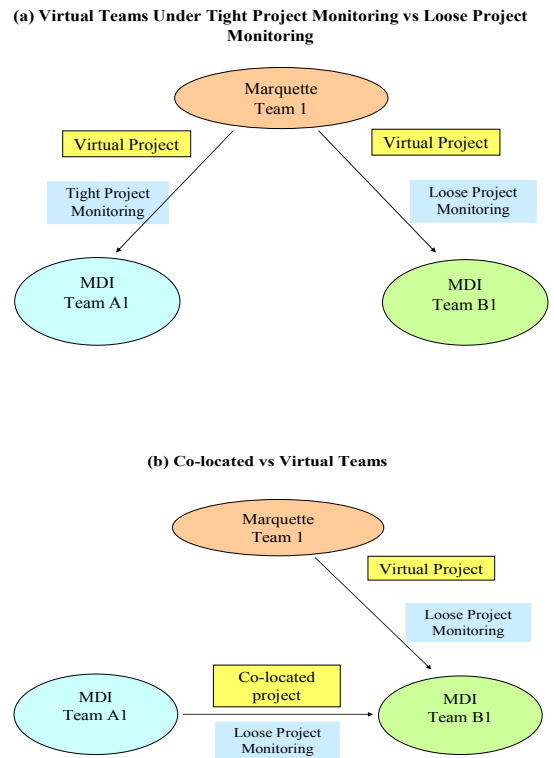 (a) Virtual Teams Under Tight Project Monitoring vs Loose Project
Monitoring
Marquette
Team 1
Virtual Project
Virtual Project
Tight Project
Monitoring
Loose Project
Monitoring
MDI
Team A1
MDI
Team B1
(b) Co-located vs Virtual Teams
Marquette
Team 1
Virtual Project
Loose Project
Monitoring
Co-located
project
MDI
Team A1
MDI
Team B1
Loose Project
Monitoring